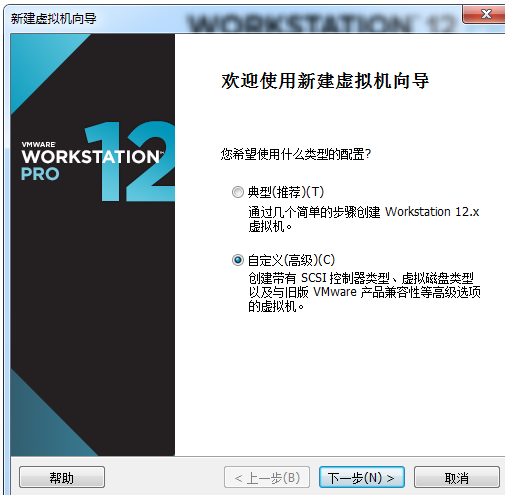 新建虚拟机向导
WORKSTATION 12
欢迎使用新建虚拟机向导
VMWARE
WORKSTATION™
PRO
12
您希望使用什么类型的配置?
典型(推荐)(T)
通过几个简单的步骤创建 Workstation 12.x
虚拟机。
自定义(高级)(C)
创建带有 SCSI 控制器类型、虚拟磁盘类型
以及与旧版 VMware 产品兼容性等高级选项
的虚拟机。
帮助
< 上一步(B)
下一步(N) >
取消